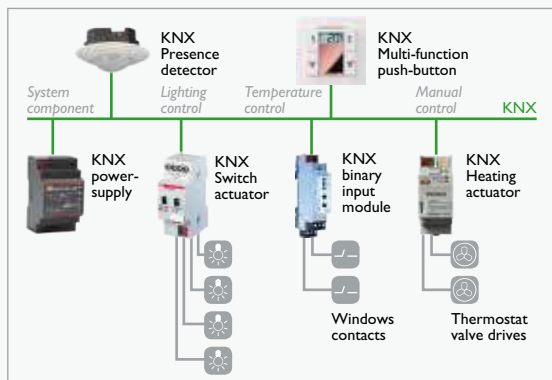 KNX
Presence
detector
KNX
Multi-function
push-button
System
component
Lighting
control
Temperature
control
Manual
control
KNX
KNX
power-
supply
KNX
Switch
actuator
KNX
binary
input
module
KNX
Heating
actuator
Windows
contacts
Thermostat
valve drives